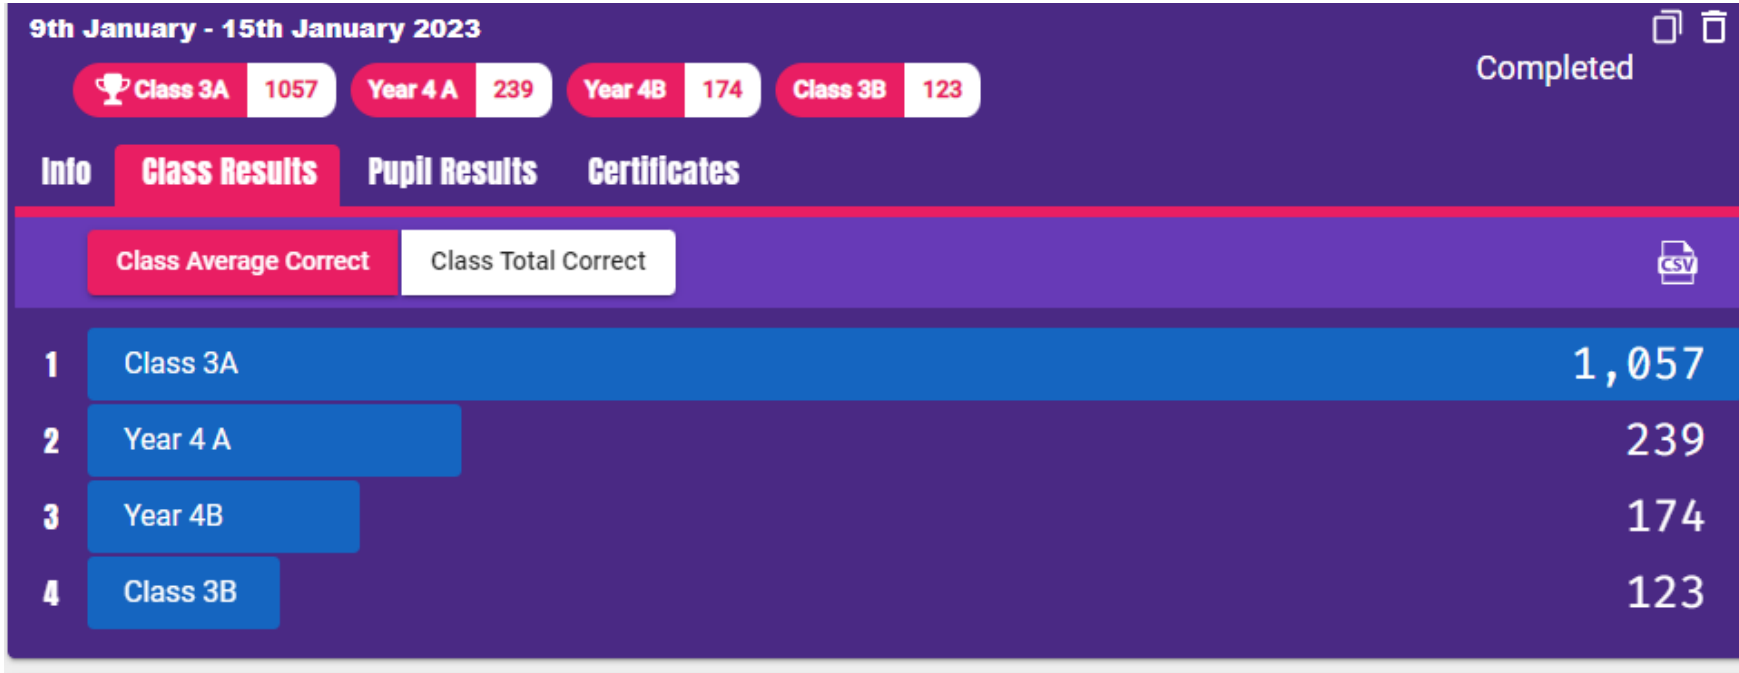 9th January - 15th January 2023
Completed
Class 3A 1057 Year 4 A 239 Year 4B 174 Class 3B 123
Info Class Results Pupil Results Certificates
Class Average Correct Class Total Correct CSV
1 Class 3A 1,057
2 Year 4 A 239
3 Year 4B 174
4 Class 3B 123